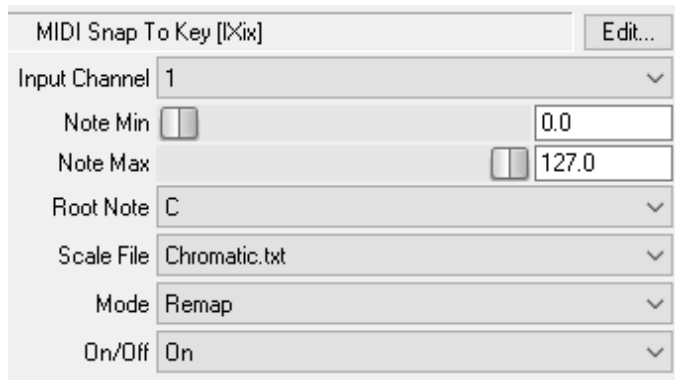 MIDI Snap To Key [IXix]
Edit...
Input Channel 1
Note Min 0.0
Note Max 127.0
Root Note C
Scale File Chromatic.txt
Mode Remap
On/Off On